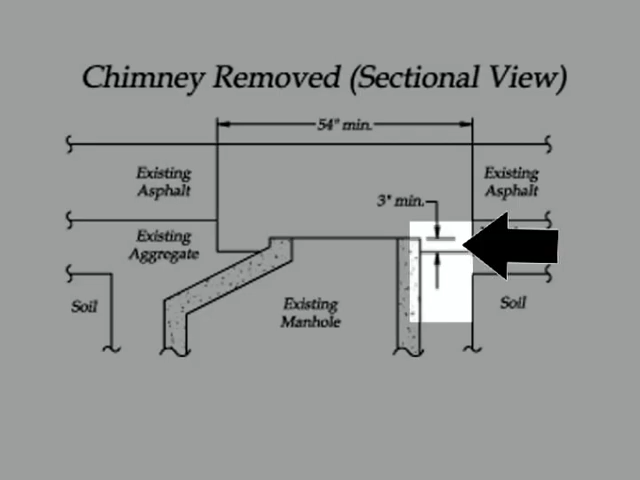 Chimney Removed (Sectional View)
54" min.
Existing
Asphalt
Existing
Asphalt
3" min.
Existing
Aggregate
Soil
Existing
Manhole
Soil